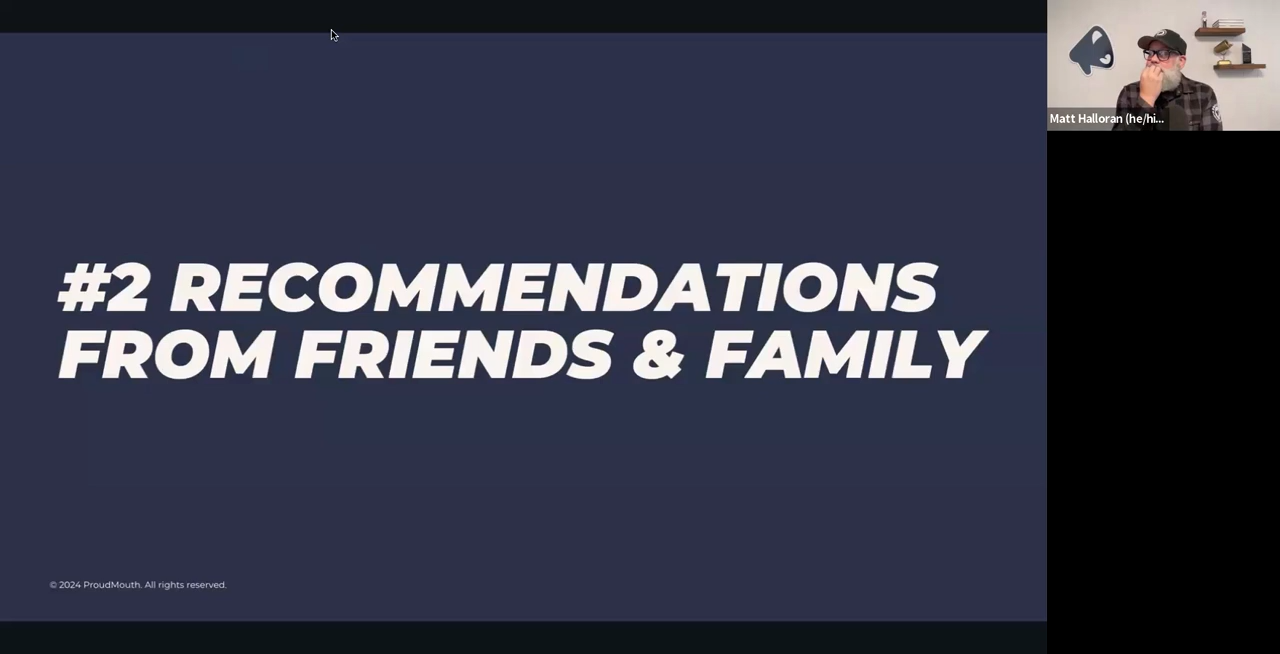 #2 RECOMMENDATIONS
FROM FRIENDS & FAMILY
© 2024 ProudMouth. All rights reserved.
Matt Halloran (he/hi...